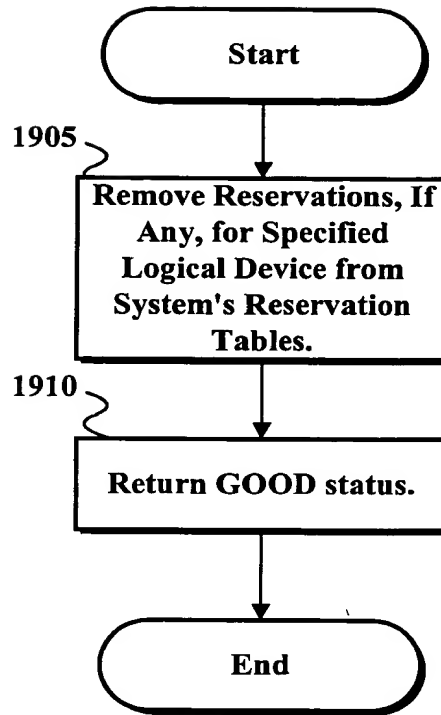 Start
1905
Remove Reservations, If
Any, for Specified
Logical Device from
System's Reservation
Tables.
1910
Return GOOD status.
End